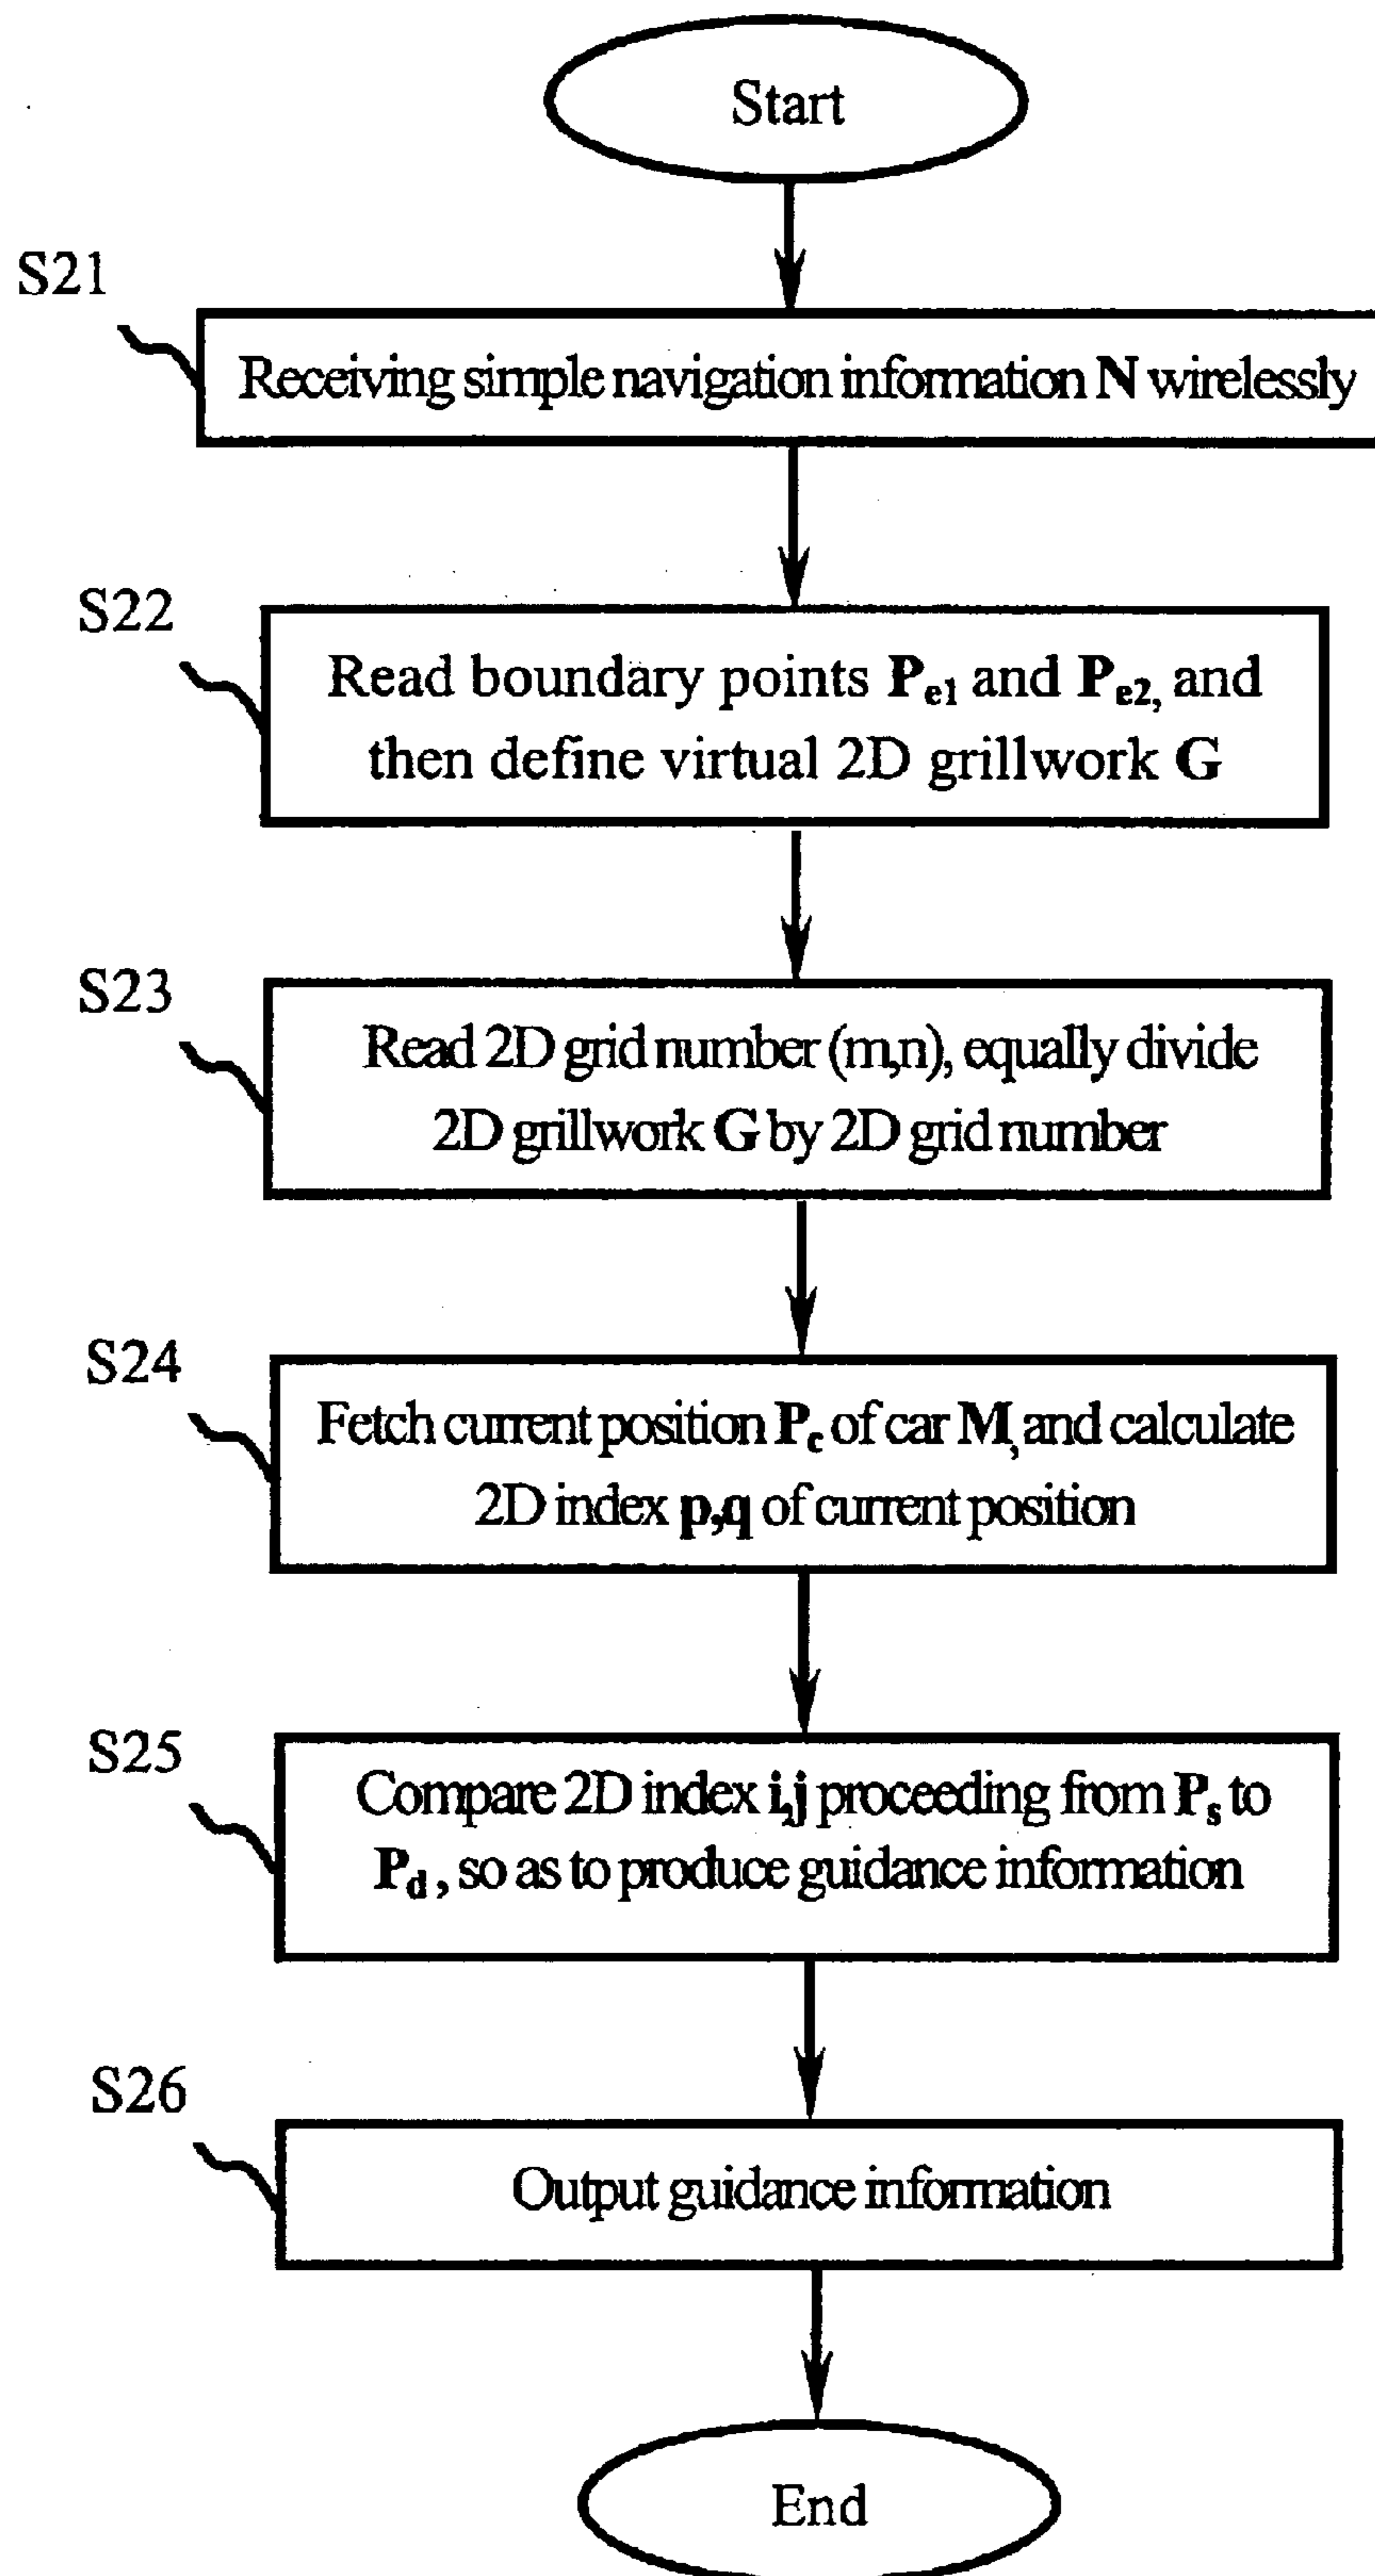 Start
S21
Receiving simple navigation information N wirelessly
S22
Read boundary points Pe1 and Pe2, and
then define virtual 2D grillwork G
S23
Read 2D grid number (m,n), equally divide
2D grillwork G by 2D grid number
S24
Fetch current position Pc of car M, and calculate
2D index p,q of current position
S25
Compare 2D index i,j proceeding from Ps to
Pd, so as to produce guidance information
S26
Output guidance information
End